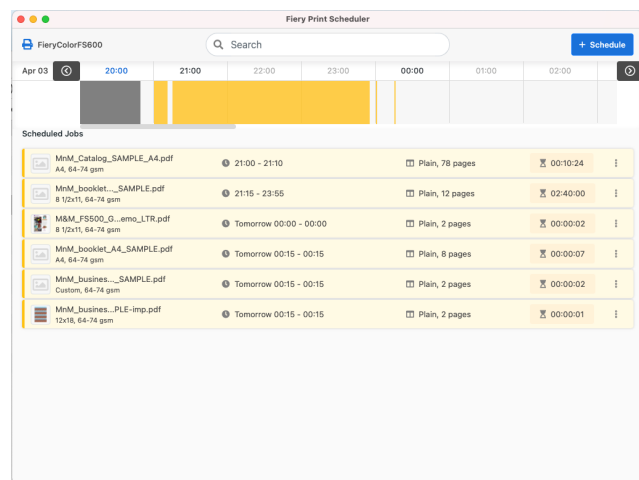 Fiery Print Scheduler
FieryColorFS600
Search
+ Schedule
Apr 03 20:00 21:00 22:00 23:00 00:00 01:00 02:00
Scheduled Jobs
MnM_Catalog_SAMPLE_A4.pdf
A4, 64-74 gsm
21:00 - 21:10
Plain, 78 pages
00:10:24
MnM_booklet..._SAMPLE.pdf
8 1/2x11, 64-74 gsm
21:15 - 23:55
Plain, 12 pages
02:40:00
M&M_FS500_G...emo_LTR.pdf
8 1/2x11, 64-74 gsm
Tomorrow 00:00 - 00:00
Plain, 2 pages
00:00:02
MnM_booklet_A4_SAMPLE.pdf
A4, 64-74 gsm
Tomorrow 00:15 - 00:15
Plain, 8 pages
00:00:07
MnM_busines..._SAMPLE.pdf
Custom, 64-74 gsm
Tomorrow 00:15 - 00:15
Plain, 2 pages
00:00:02
MnM_busines...PLE-imp.pdf
12x18, 64-74 gsm
Tomorrow 00:15 - 00:15
Plain, 2 pages
00:00:01